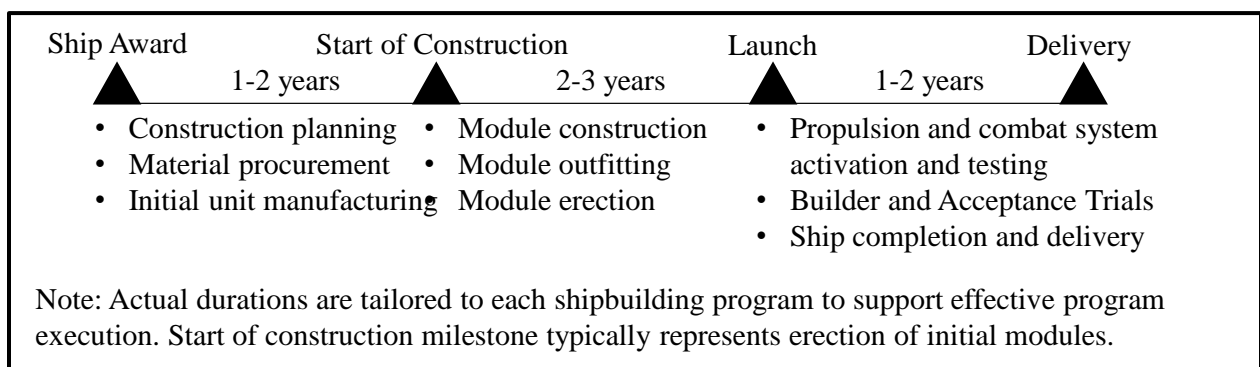 Ship Award Start of Construction Launch Delivery
1-2 years 2-3 years 1-2 years
• Construction planning
• Material procurement
• Initial unit manufacturing
• Module construction
• Module outfitting
• Module erection
• Propulsion and combat system
activation and testing
• Builder and Acceptance Trials
• Ship completion and delivery
Note: Actual durations are tailored to each shipbuilding program to support effective program
execution. Start of construction milestone typically represents erection of initial modules.